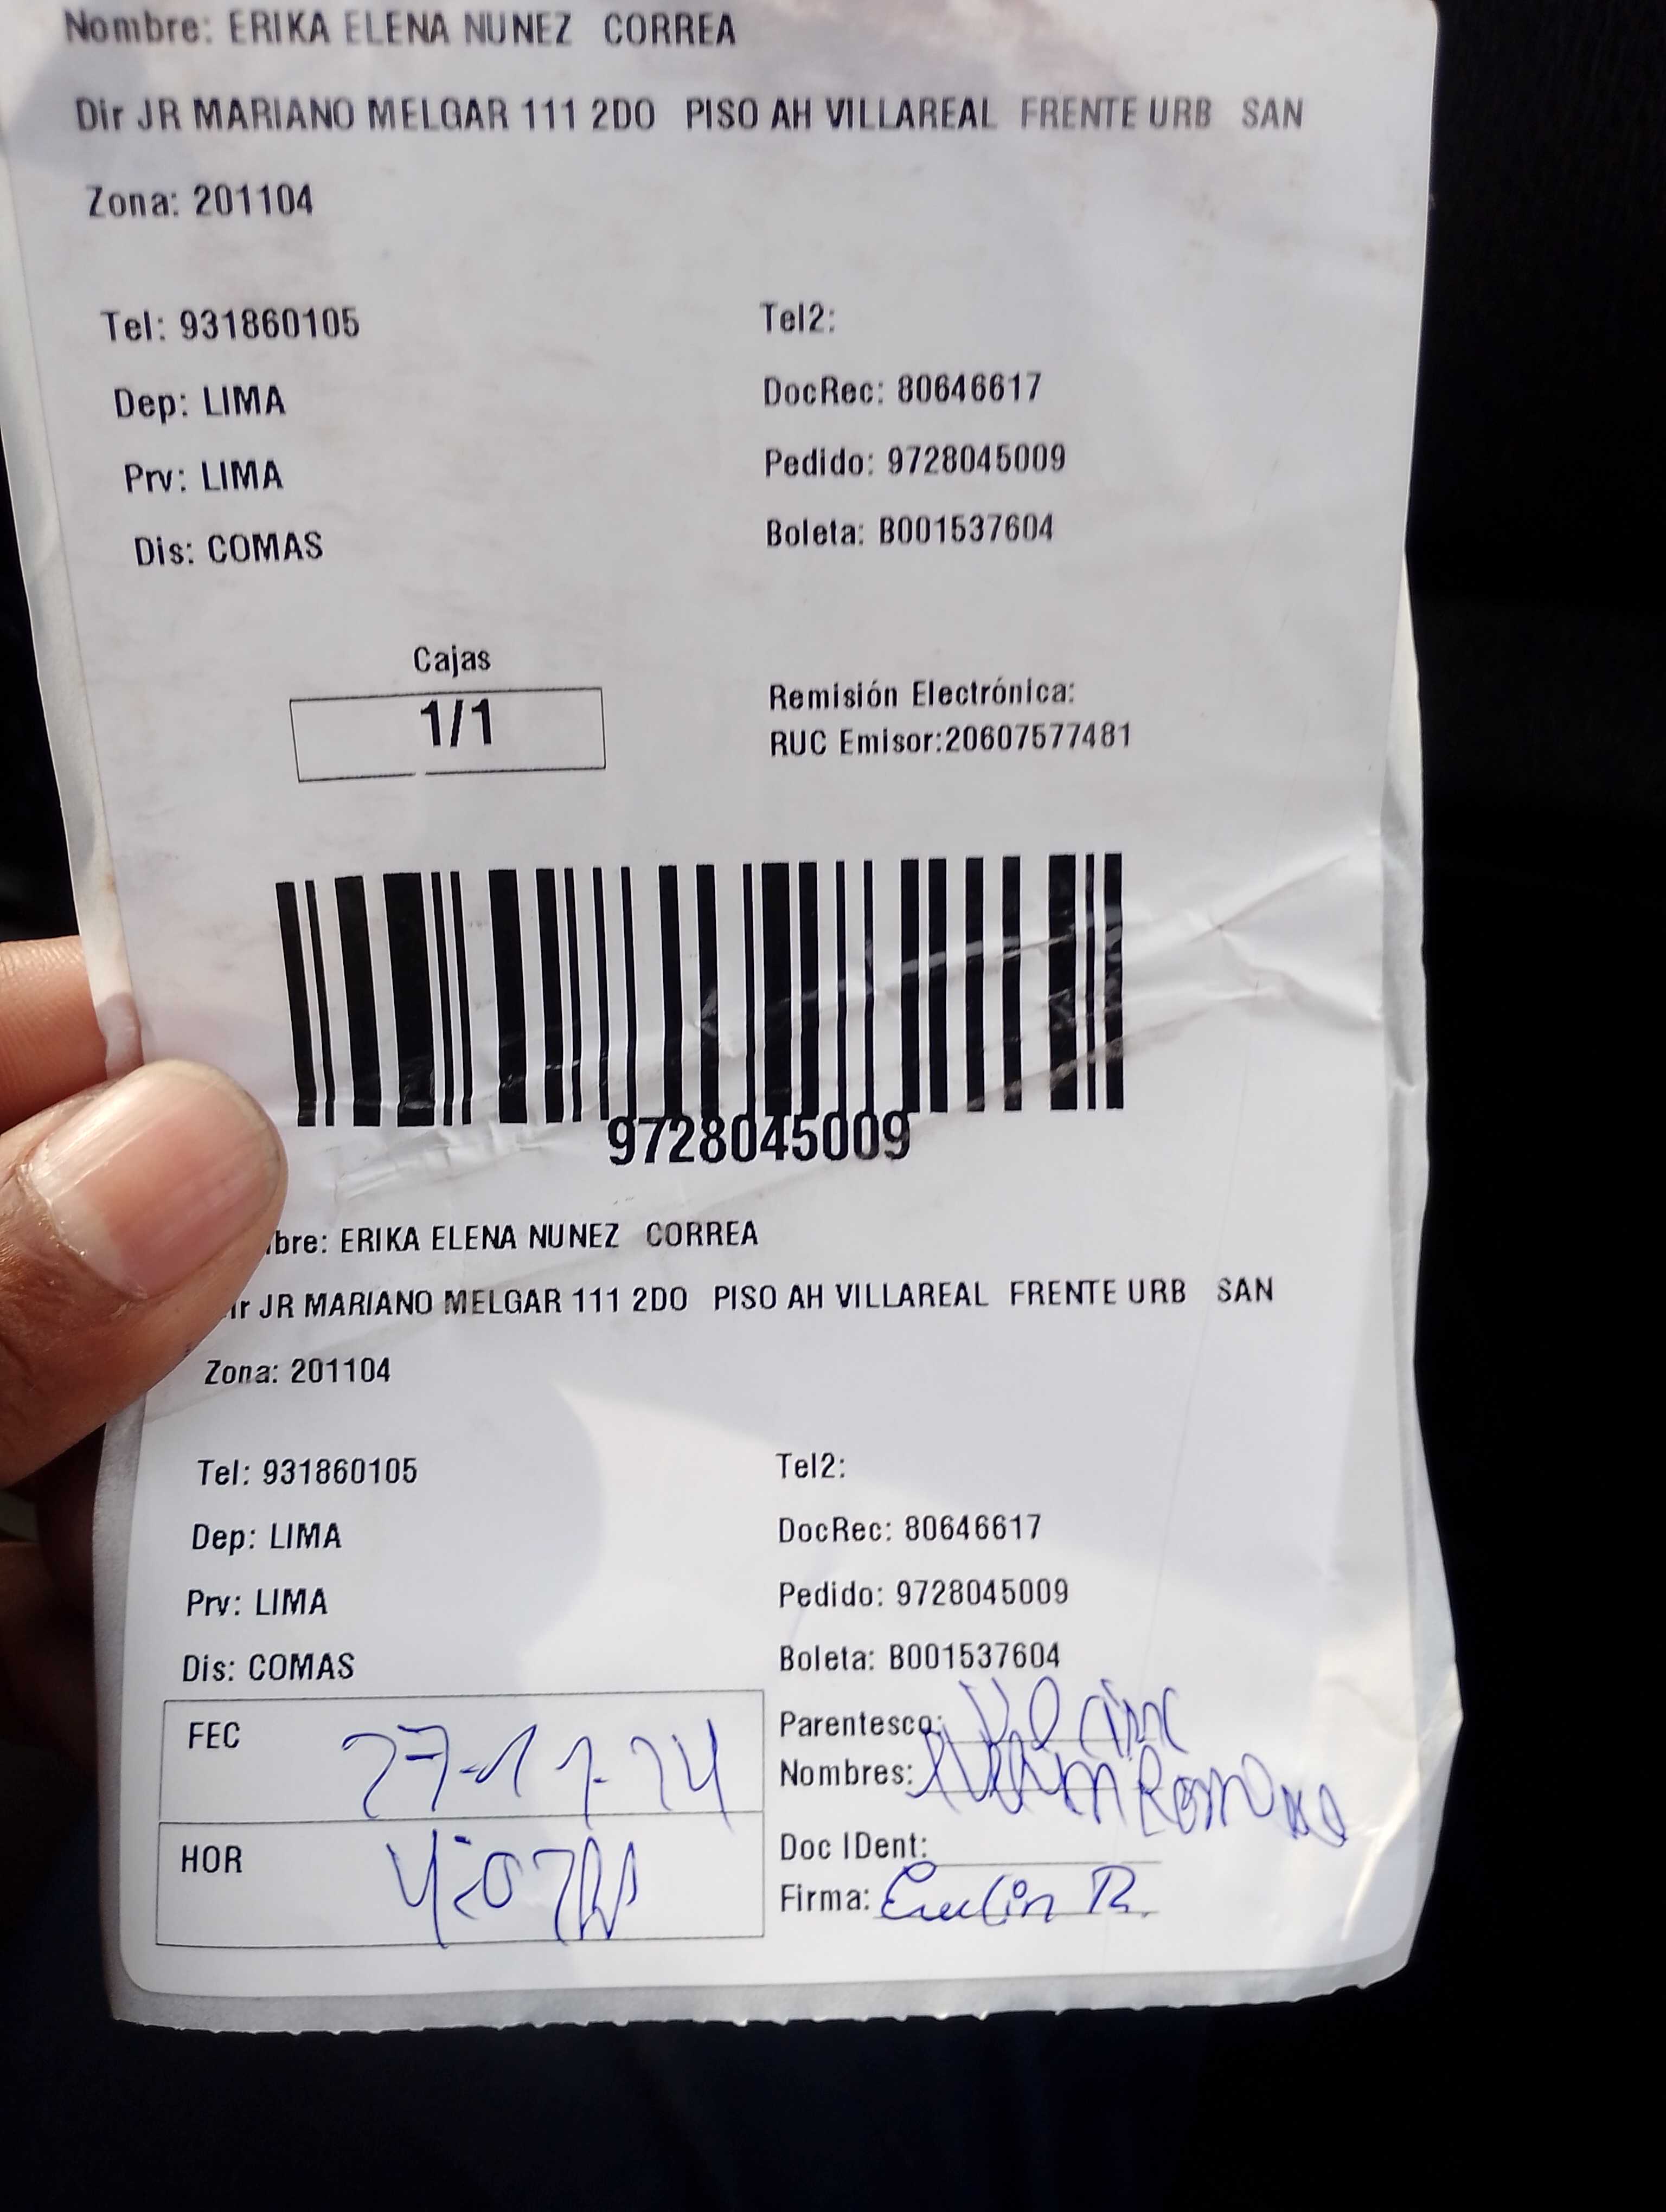 Nombre: ERIKA ELENA NUNEZ CORREA
Dir JR MARIANO MELGAR 111 2DO PISO AH VILLAREAL FRENTE URB SAN
Zona: 201104
Tel: 931860105 Tel2:
Dep: LIMA DocRec: 80646617
Prv: LIMA Pedido: 9728045009
Dis: COMAS Boleta: B001537604
Cajas
1/1
Remisión Electrónica:
RUC Emisor:20607577481
9728045009
bre: ERIKA ELENA NUNEZ CORREA
ir JR MARIANO MELGAR 111 2DO PISO AH VILLAREAL FRENTE URB SAN
Zona: 201104
Tel: 931860105 Tel2:
Dep: LIMA DocRec: 80646617
Prv: LIMA Pedido: 9728045009
Dis: COMAS Boleta: B001537604
FEC 27-11-24
Parentesco:
Nombres:
HOR
Doc IDent:
Firma: